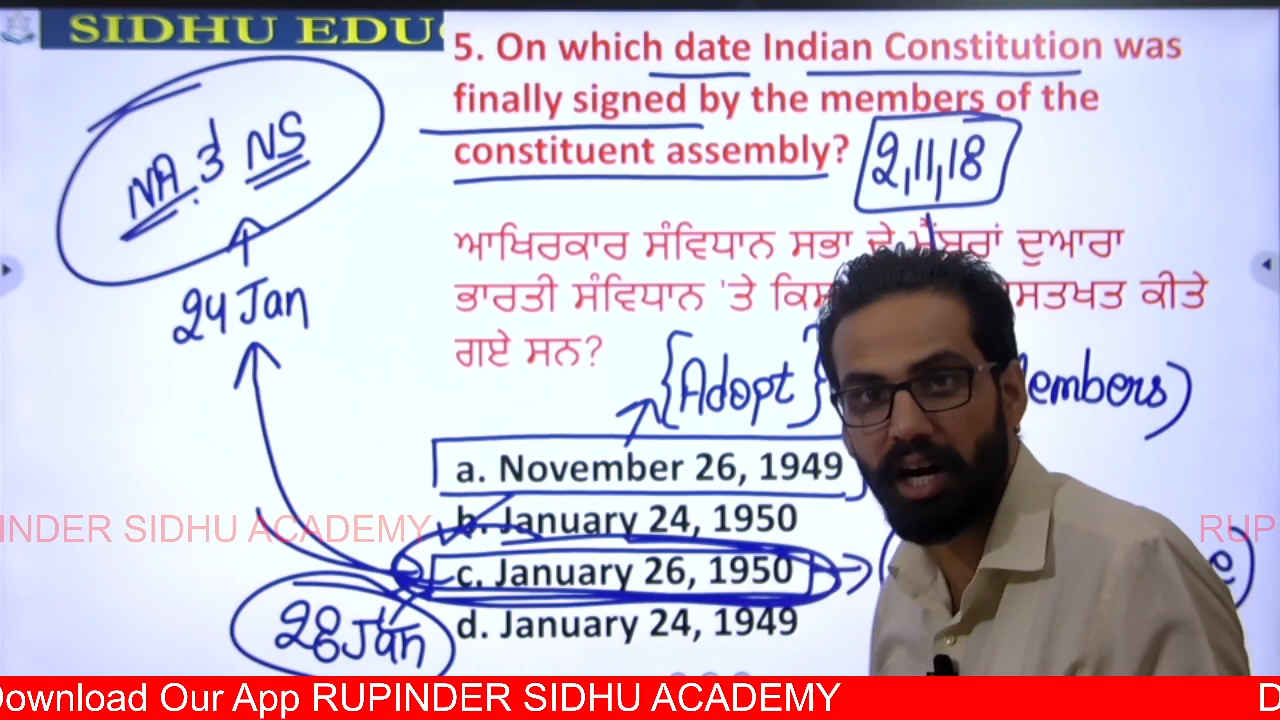 SIDHU EDU
5. On which date Indian Constitution was
finally signed by the members of the
constituent assembly?
2,11,18
NA ਤੇ NS
24 Jan
ਆਖਿਰਕਾਰ ਸੰਵਿਧਾਨ ਸਭਾ ਦੇ ਮੈਂਬਰਾਂ ਦੁਆਰਾ
ਭਾਰਤੀ ਸੰਵਿਧਾਨ 'ਤੇ ਕੀਤੇ
ਗਏ ਸਨ?
{Adopt}
a. November 26, 1949
b. January 24, 1950
c. January 26, 1950
d. January 24, 1949
28 Jan
INDER SIDHU ACADEMY
RUP
Download Our App RUPINDER SIDHU ACADEMY
D